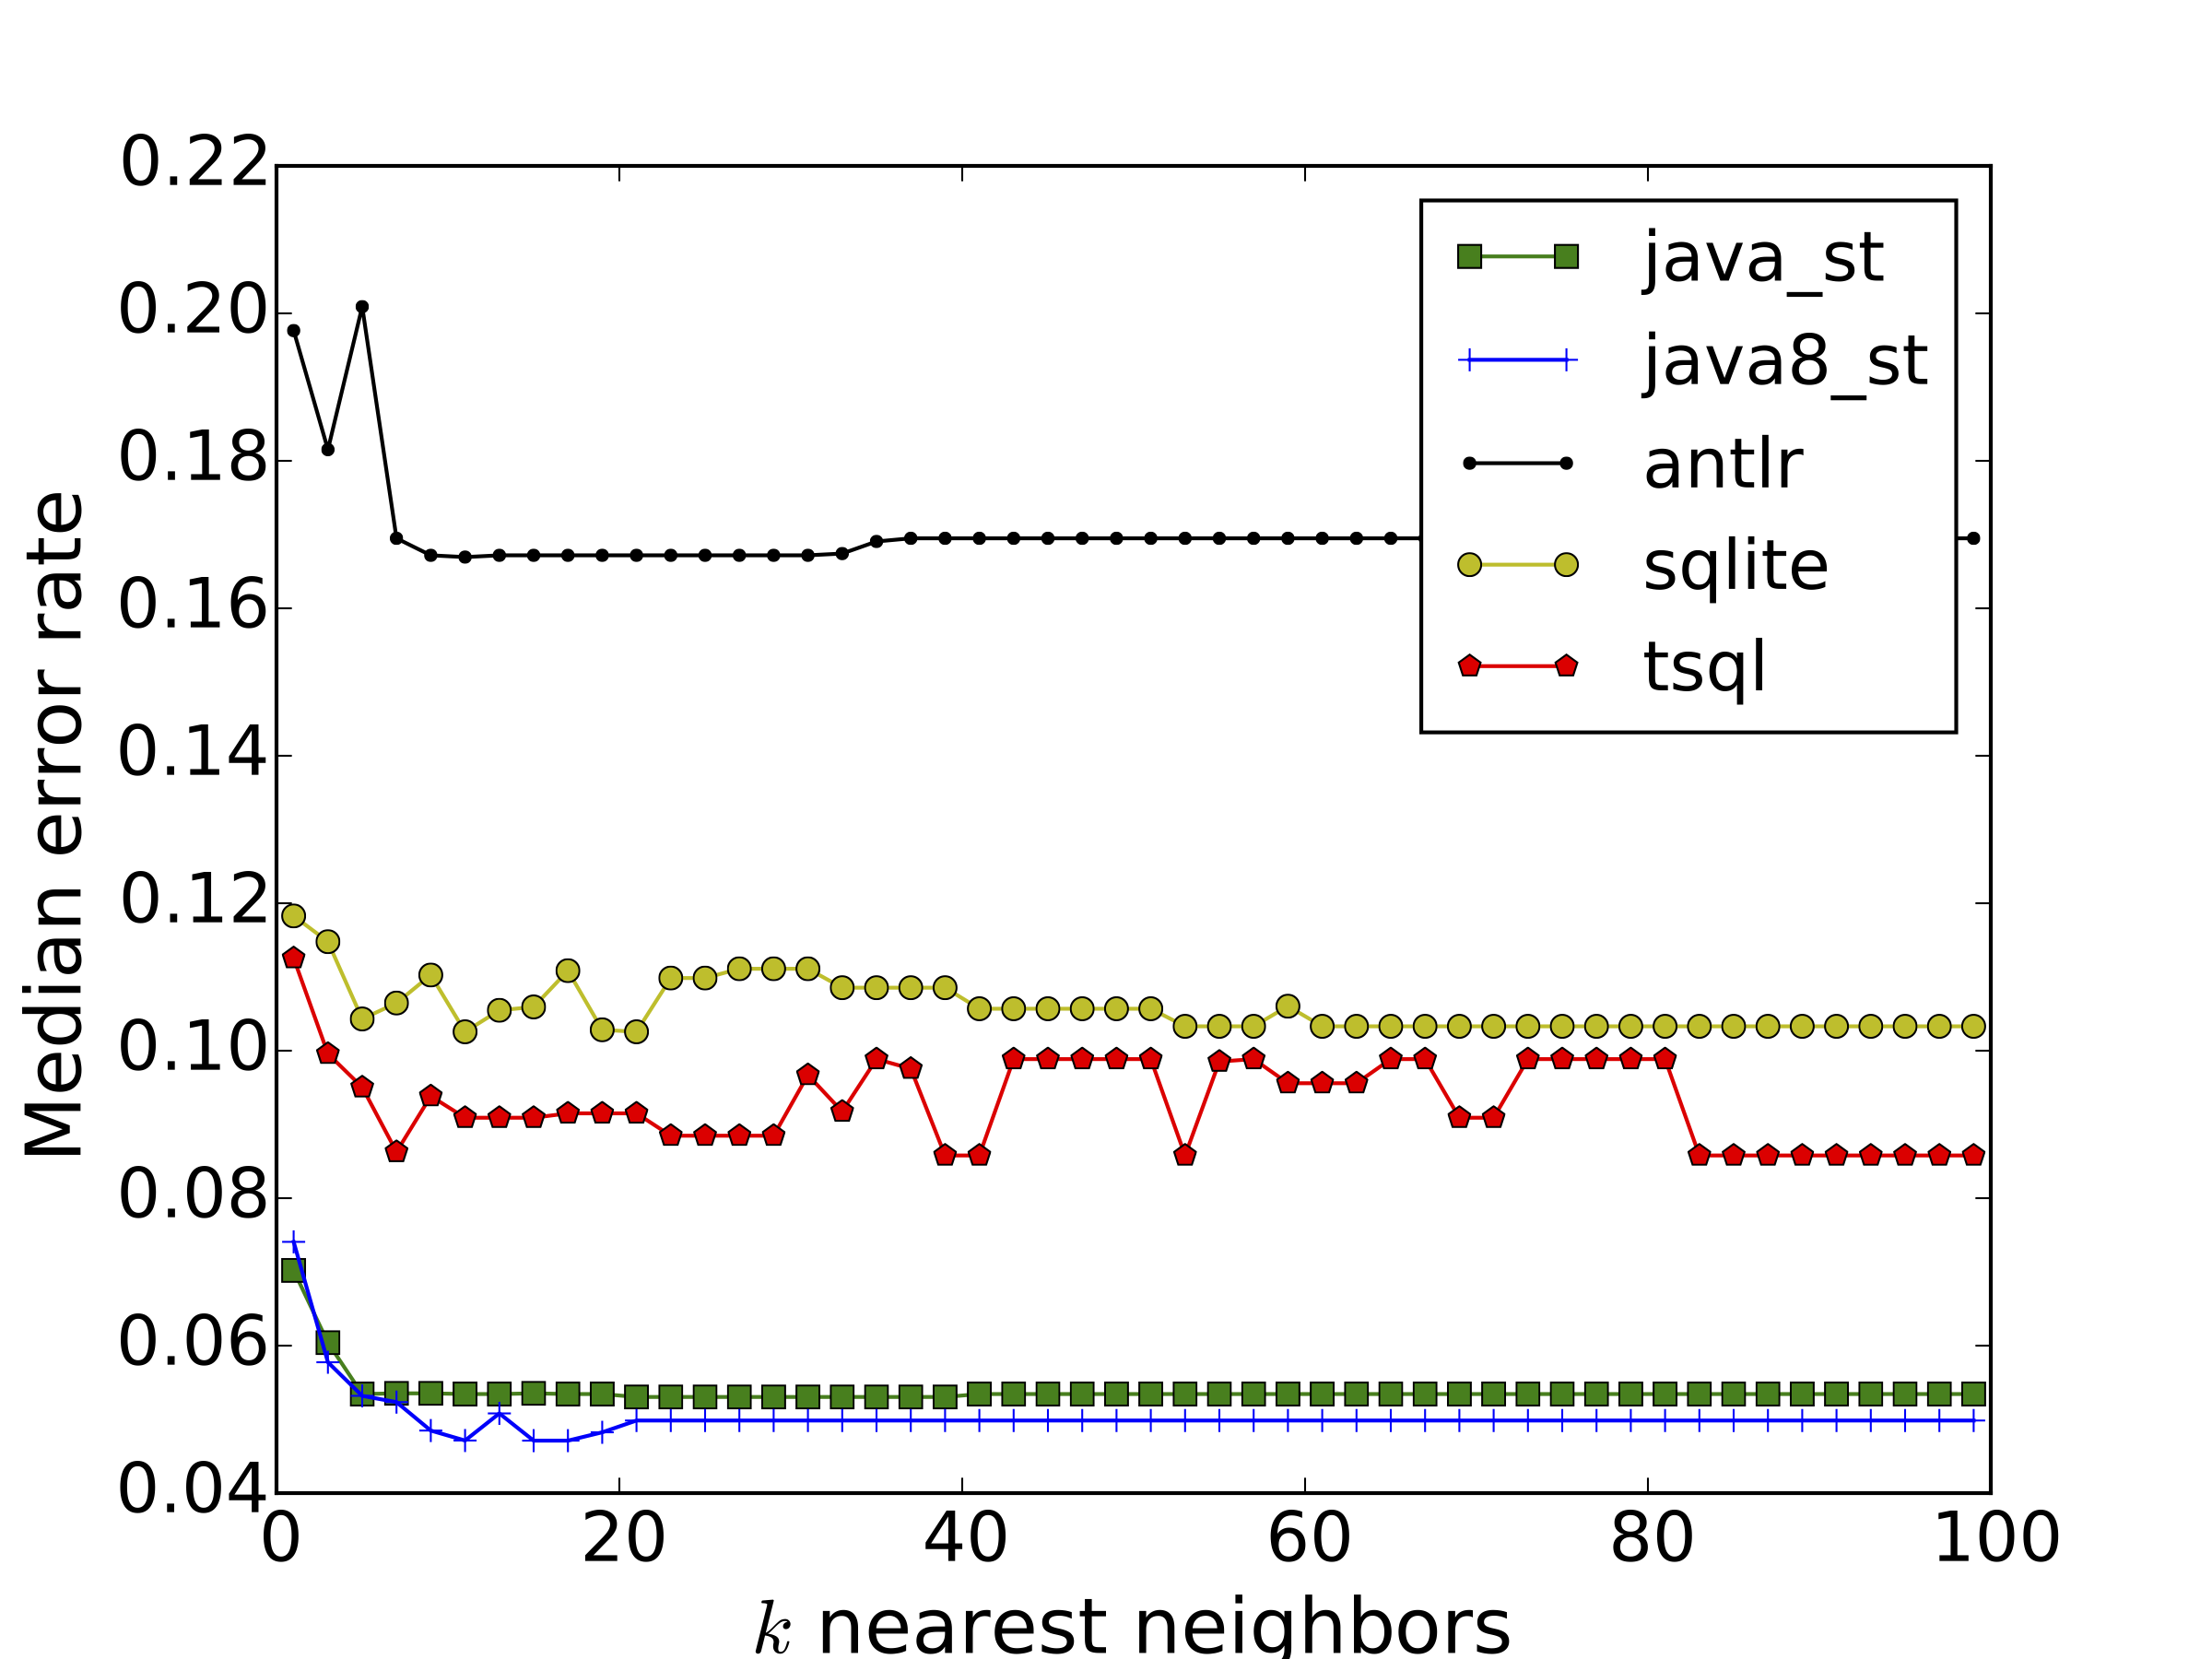 0.22
0.20
0.18
0.16
0.14
0.12
0.10
0.08
0.06
0.04
Median error rate
java_st
java8_st
antlr
sqlite
tsql
0 20 40 60 80 100
k nearest neighbors